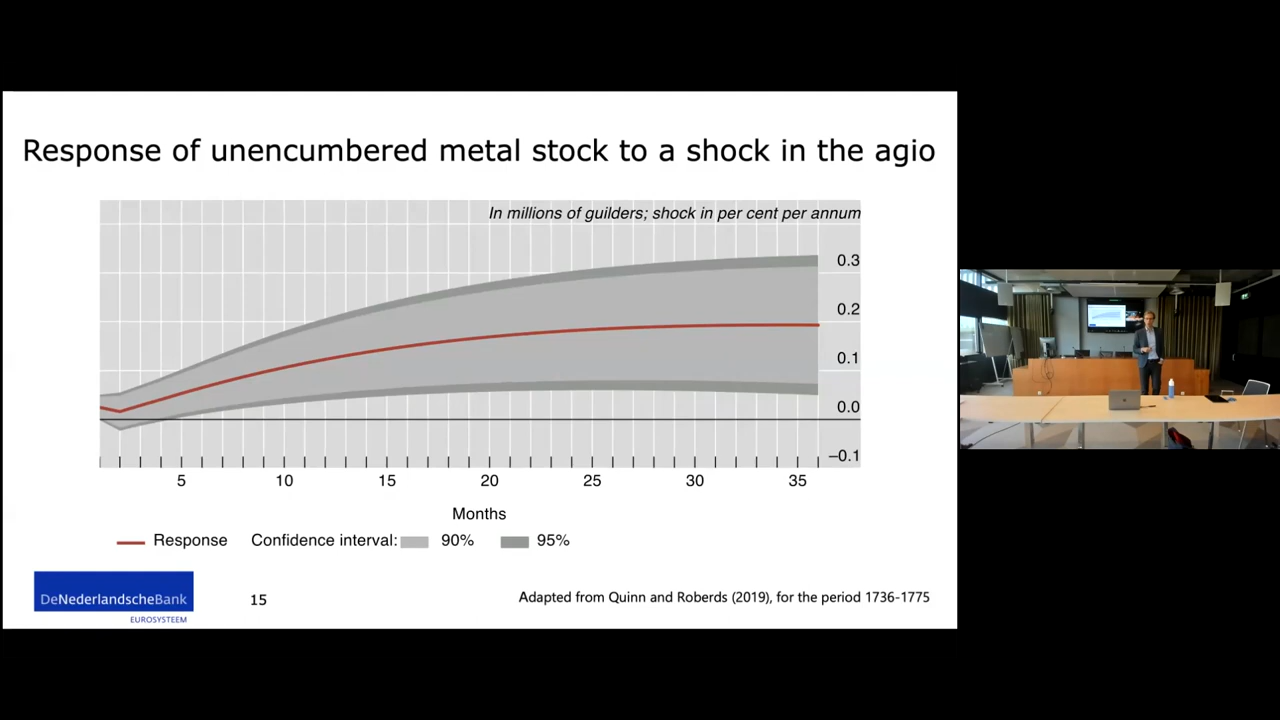 Response of unencumbered metal stock to a shock in the agio
In millions of guilders; shock in per cent per annum
0.3
0.2
0.1
0.0
–0.1
5 10 15 20 25 30 35
Months
Response Confidence interval: 90% 95%
DeNederlandscheBank
EUROSYSTEEM
15
Adapted from Quinn and Roberds (2019), for the period 1736-1775